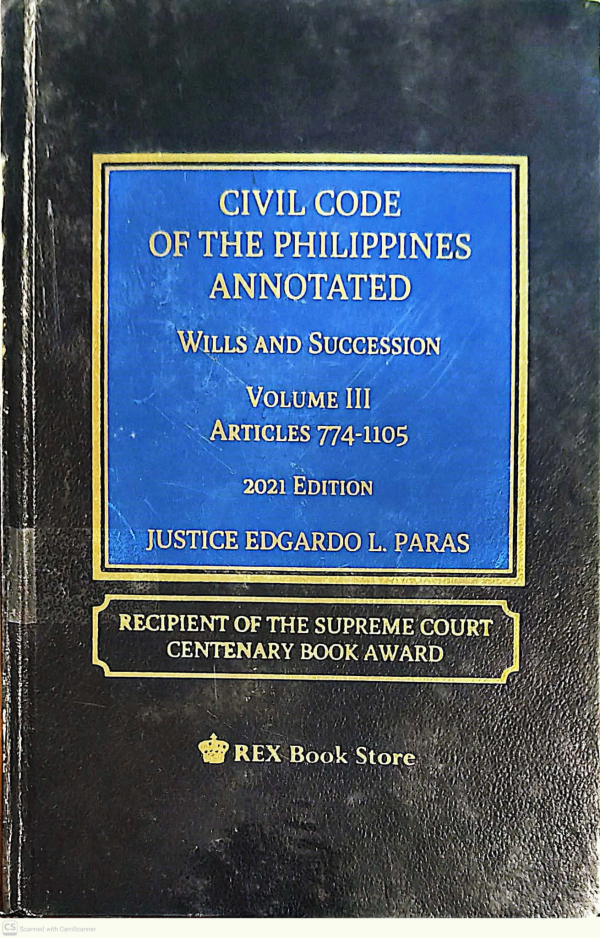 CIVIL CODE
OF THE PHILIPPINES
ANNOTATED
WILLS AND SUCCESSION
VOLUME III
ARTICLES 774-1105
2021 EDITION
JUSTICE EDGARDO L. PARAS
RECIPIENT OF THE SUPREME COURT
CENTENARY BOOK AWARD
REX Book Store
CS Scanned with CamScanner